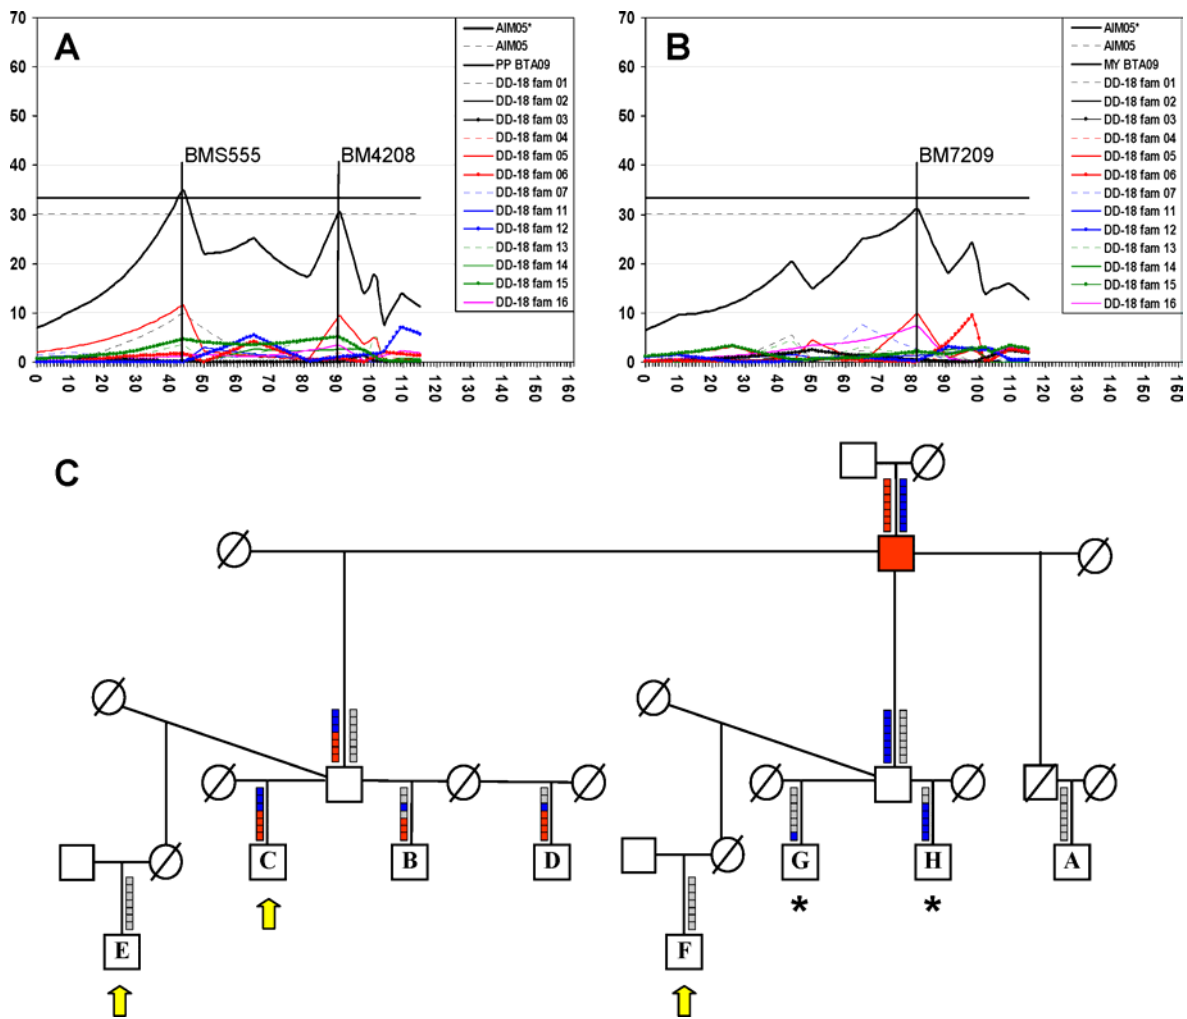 A
70
60
50
40
30
20
10
0
BMS555
BM4208
AIM05*
AIM05
PP BTA09
DD-18 fam 01
DD-18 fam 02
DD-18 fam 03
DD-18 fam 04
DD-18 fam 05
DD-18 fam 06
DD-18 fam 07
DD-18 fam 11
DD-18 fam 12
DD-18 fam 13
DD-18 fam 14
DD-18 fam 15
DD-18 fam 16
0 10 20 30 40 50 60 70 80 90 100 110 120 130 140 150 160
B
70
60
50
40
30
20
10
0
BM7209
AIM05*
AIM05
MY BTA09
DD-18 fam 01
DD-18 fam 02
DD-18 fam 03
DD-18 fam 04
DD-18 fam 05
DD-18 fam 06
DD-18 fam 07
DD-18 fam 11
DD-18 fam 12
DD-18 fam 13
DD-18 fam 14
DD-18 fam 15
DD-18 fam 16
0 10 20 30 40 50 60 70 80 90 100 110 120 130 140 150 160
C
C B D G H A
* *
E F